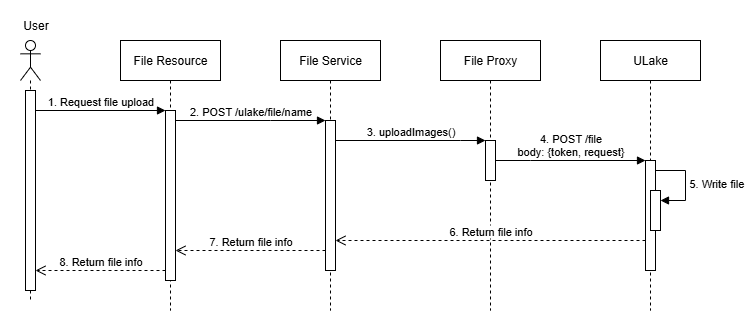 User
File Resource
File Service
File Proxy
ULake
1. Request file upload
2. POST /ulake/file/name
3. uploadImages()
4. POST /file
body: {token, request}
5. Write file
6. Return file info
7. Return file info
8. Return file info